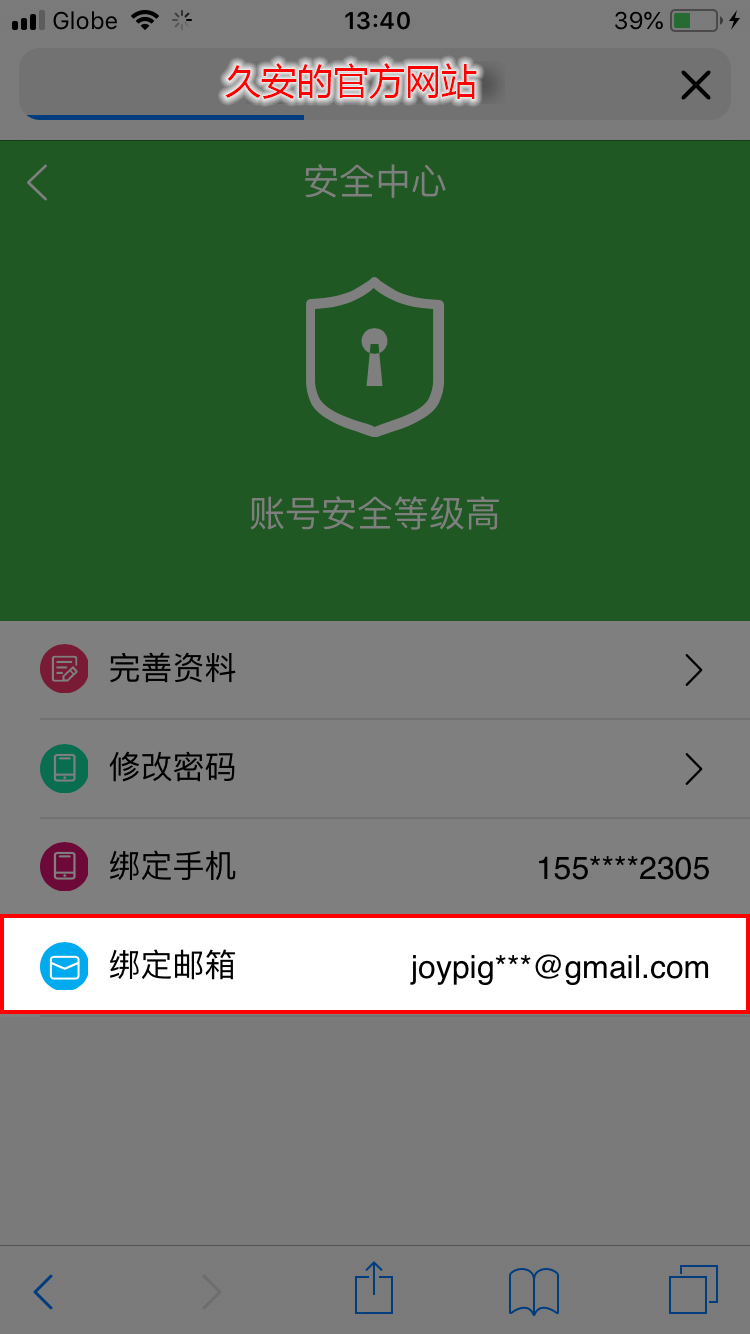 Globe 13:40 39%
久安的官方网站
安全中心
账号安全等级高
完善资料
修改密码
绑定手机 155****2305
绑定邮箱 joypig***@gmail.com